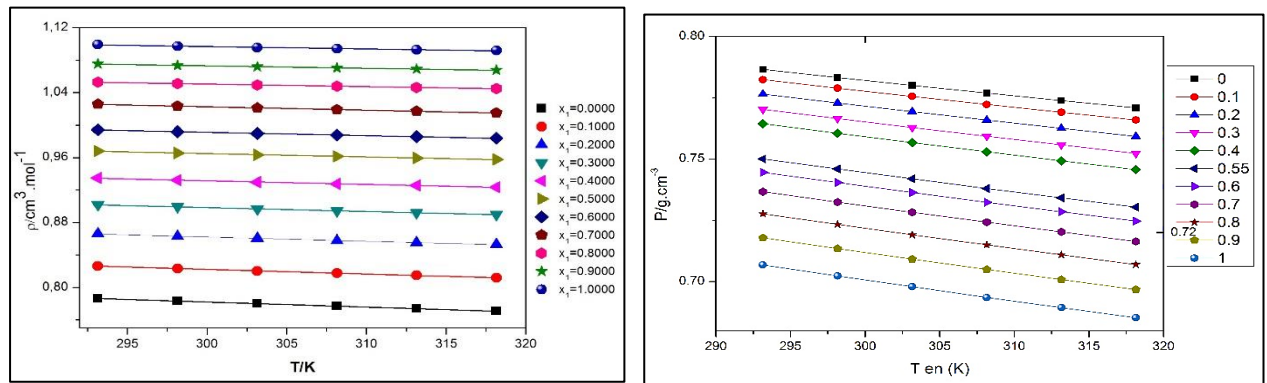 1,12
1,04
0,96
0,88
0,80
ρ/cm³.mol⁻¹
295 300 305 310 315 320
T/K
x₁=0.0000
x₁=0.1000
x₁=0.2000
x₁=0.3000
x₁=0.4000
x₁=0.5000
x₁=0.6000
x₁=0.7000
x₁=0.8000
x₁=0.9000
x₁=1.0000
0.80
0.75
0.70
P/g.cm⁻³
290 295 300 305 310 315 320
T en (K)
0.72
0
0.1
0.2
0.3
0.4
0.55
0.6
0.7
0.8
0.9
1